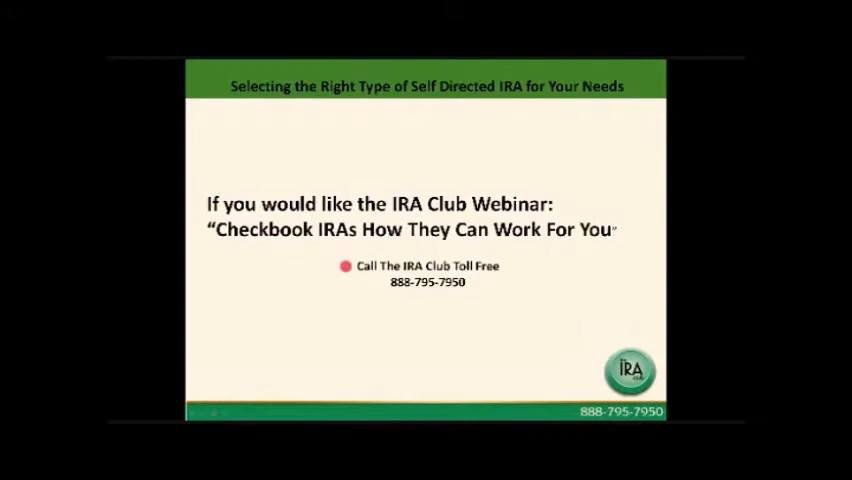 Selecting the Right Type of Self Directed IRA for Your Needs
If you would like the IRA Club Webinar:
“Checkbook IRAs How They Can Work For You”
Call The IRA Club Toll Free
888-795-7950
THE
IRA
club
888-795-7950